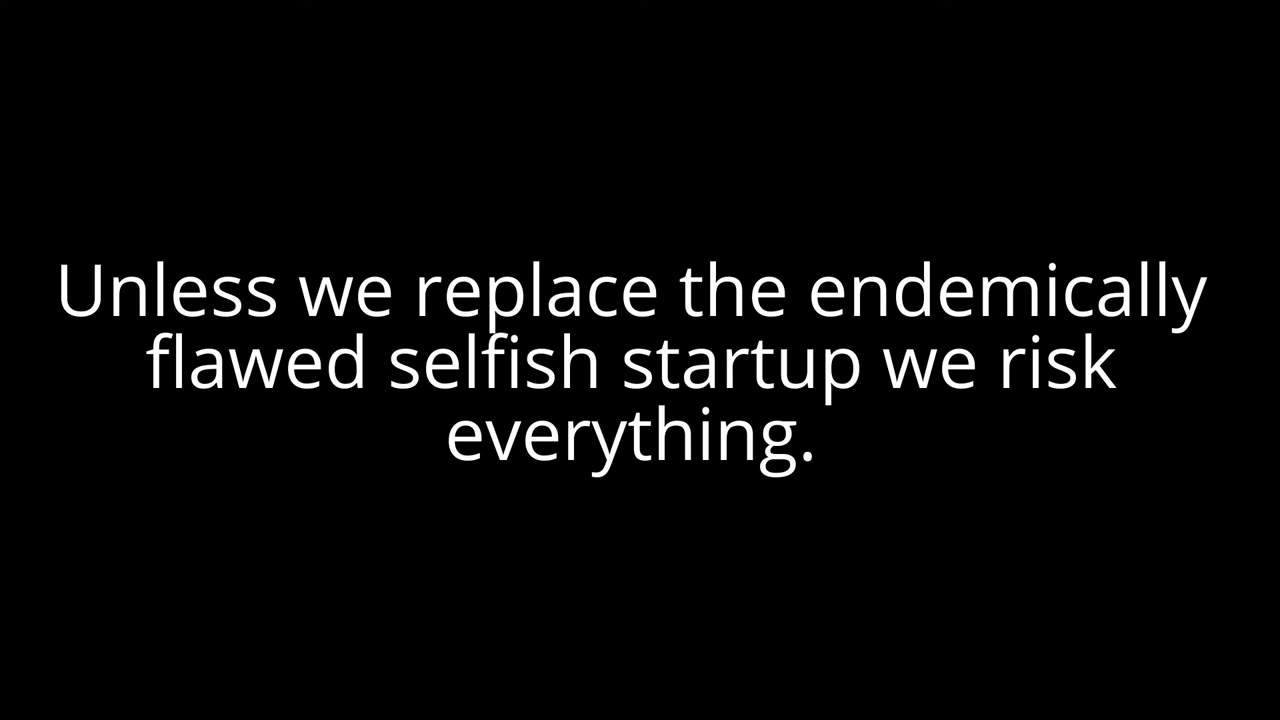 Unless we replace the endemically
flawed selfish startup we risk
everything.